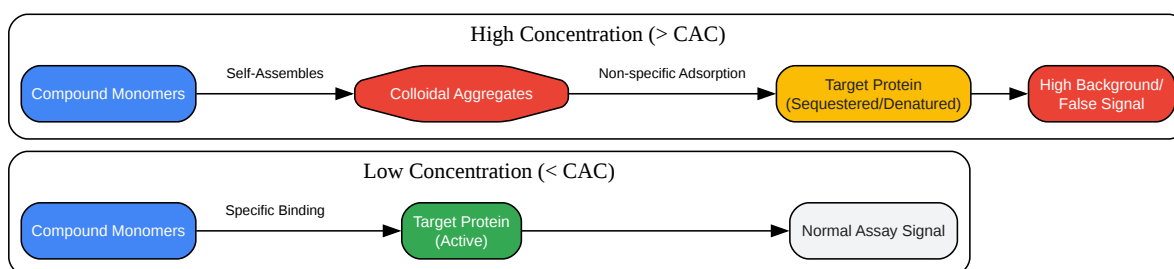 High Concentration (> CAC)
Compound Monomers
Self-Assembles
Colloidal Aggregates
Non-specific Adsorption
Target Protein
(Sequestered/Denatured)
High Background/
False Signal
Low Concentration (< CAC)
Compound Monomers
Specific Binding
Target Protein
(Active)
Normal Assay Signal